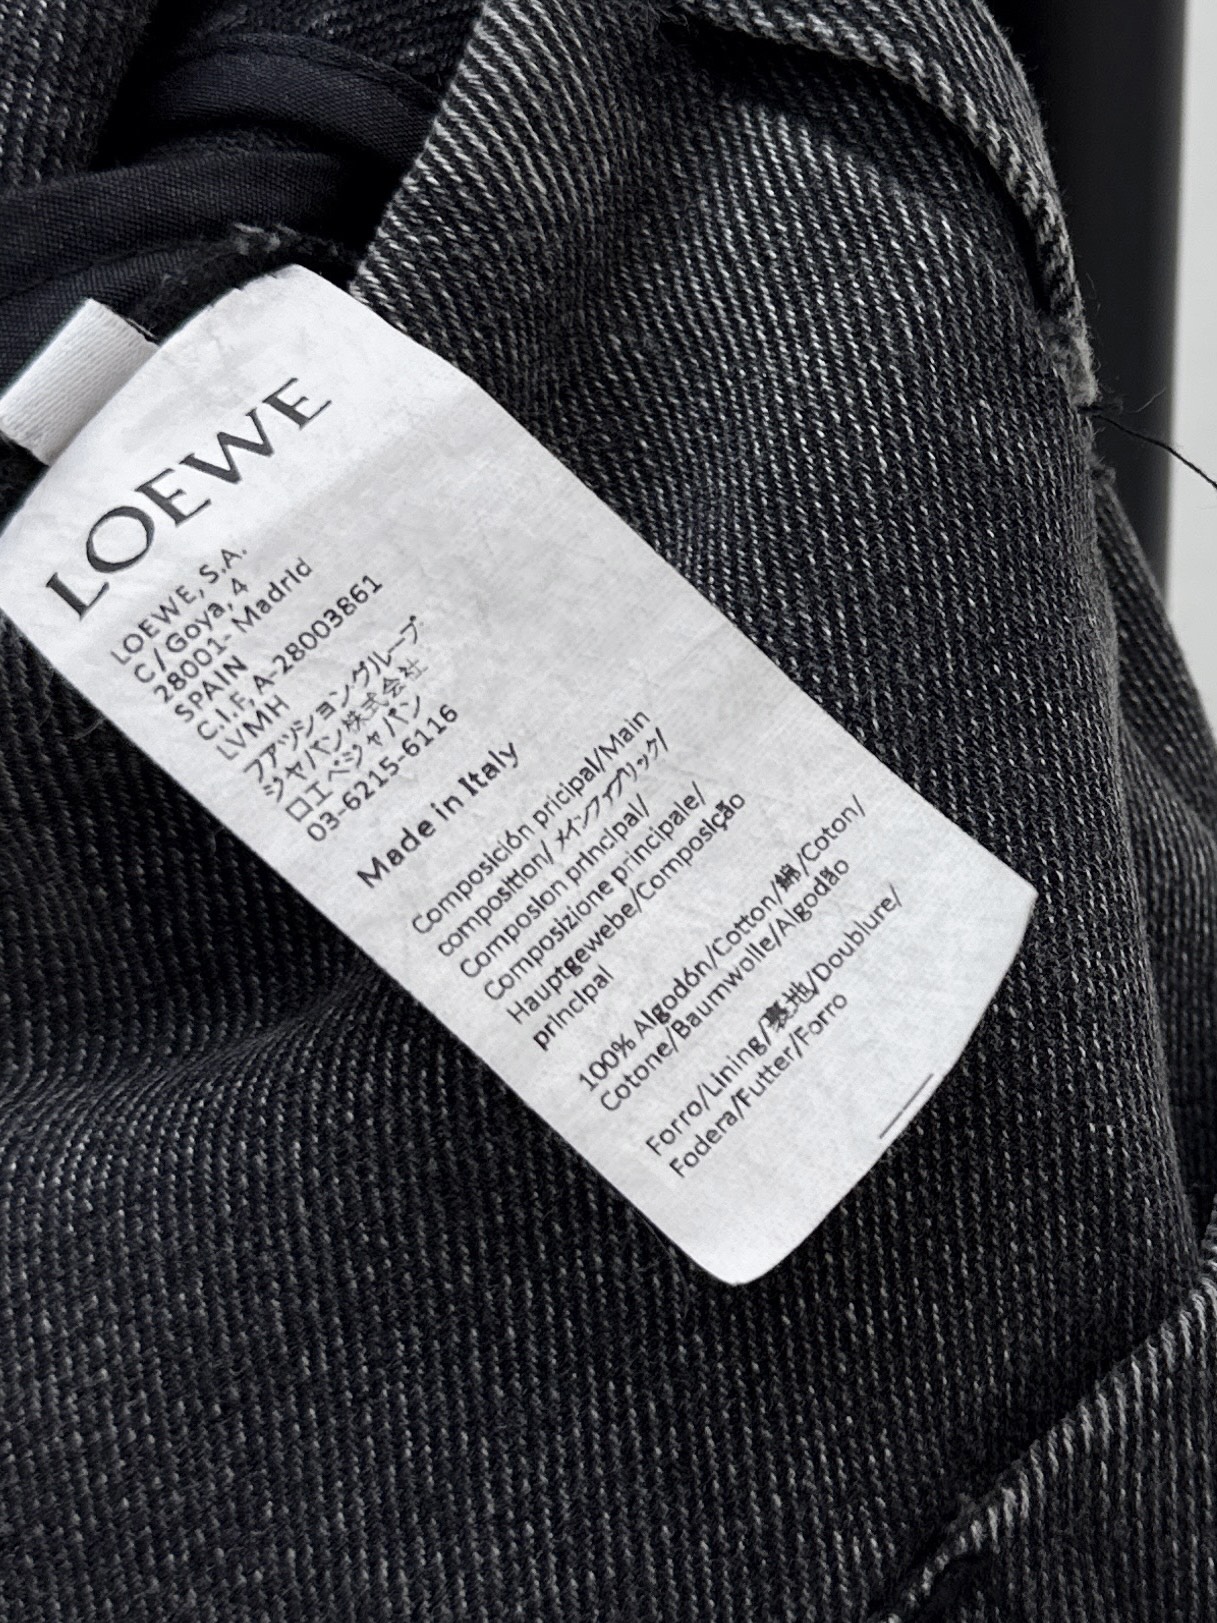 LOEWE
LOEWE, S.A.
C / Goya, 4
28001- Madrid
SPAIN
C.I.F, A-28003861
LVMH
ファッショングループ
ジャパン株式会社
ロエベジャパン
03-6215-6116
Made in Italy
Composición pricipal/Main
composition/メインファブリック/
Composion principal/
Composizione principale/
Hauptgewebe/Composição
principal
100% Algodón/Cotton/綿/Coton/
Cotone/Baumwolle/Algodão
Forro/Lining/裏地/Doublure/
Fodera/Futter/Forro